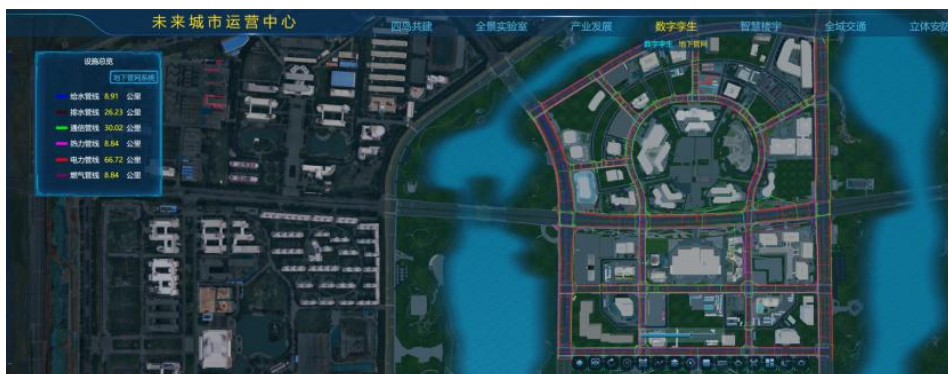 未来城市运营中心
四岛共建 全景实验室 产业发展 数字孪生 智慧楼宇 全域交通 立体安防
数字孪生 地下管网
设施总览
地下管网系统
给水管线 8.91 公里
排水管线 26.23 公里
通信管线 30.02 公里
热力管线 8.84 公里
电力管线 66.72 公里
燃气管线 8.84 公里